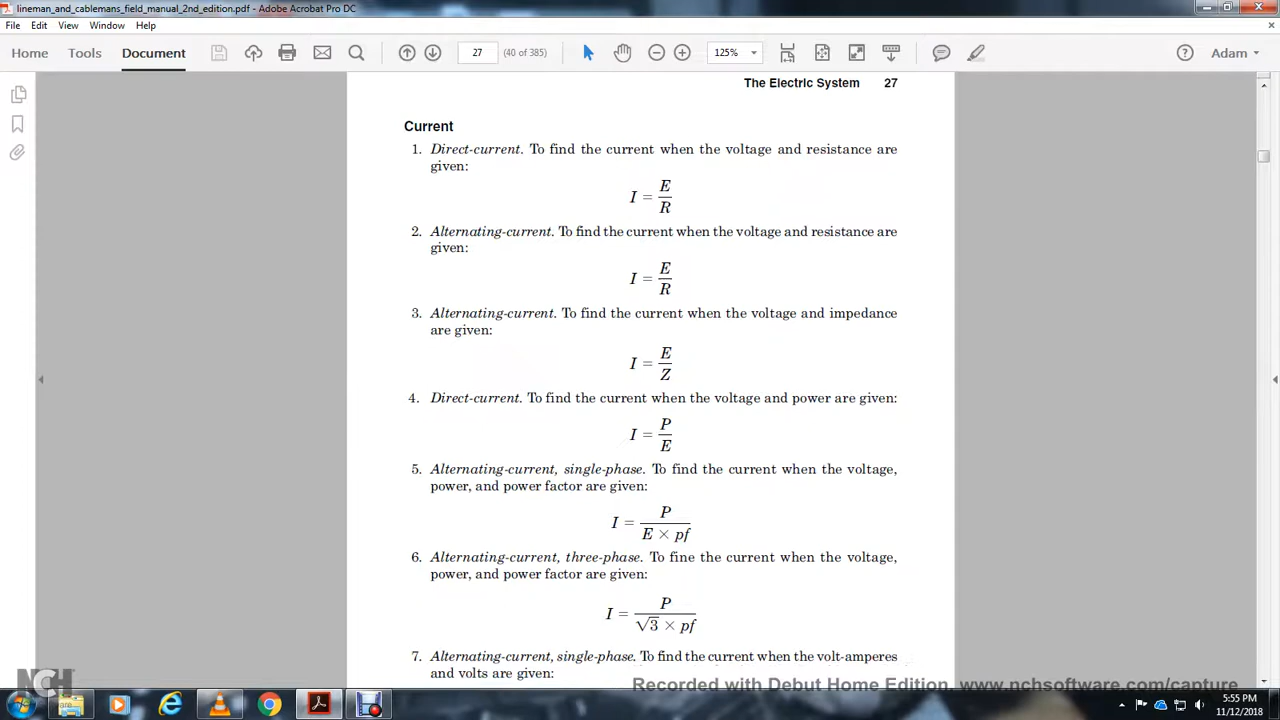 lineman_and_cablemans_field_manual_2nd_edition.pdf - Adobe Acrobat Pro DC
File Edit View Window Help
Home Tools Document 27 (40 of 385) 125% Adam
The Electric System 27
Current
1. Direct-current. To find the current when the voltage and resistance are
given:
I = E/R
2. Alternating-current. To find the current when the voltage and resistance are
given:
I = E/R
3. Alternating-current. To find the current when the voltage and impedance
are given:
I = E/Z
4. Direct-current. To find the current when the voltage and power are given:
I = P/E
5. Alternating-current, single-phase. To find the current when the voltage,
power, and power factor are given:
I = P/(E × pf)
6. Alternating-current, three-phase. To fine the current when the voltage,
power, and power factor are given:
I = P/(√3 × pf)
7. Alternating-current, single-phase. To find the current when the volt-amperes
and volts are given:
NCH
Recorded with Debut Home Edition. www.nchsoftware.com/capture
5:55 PM
11/12/2018